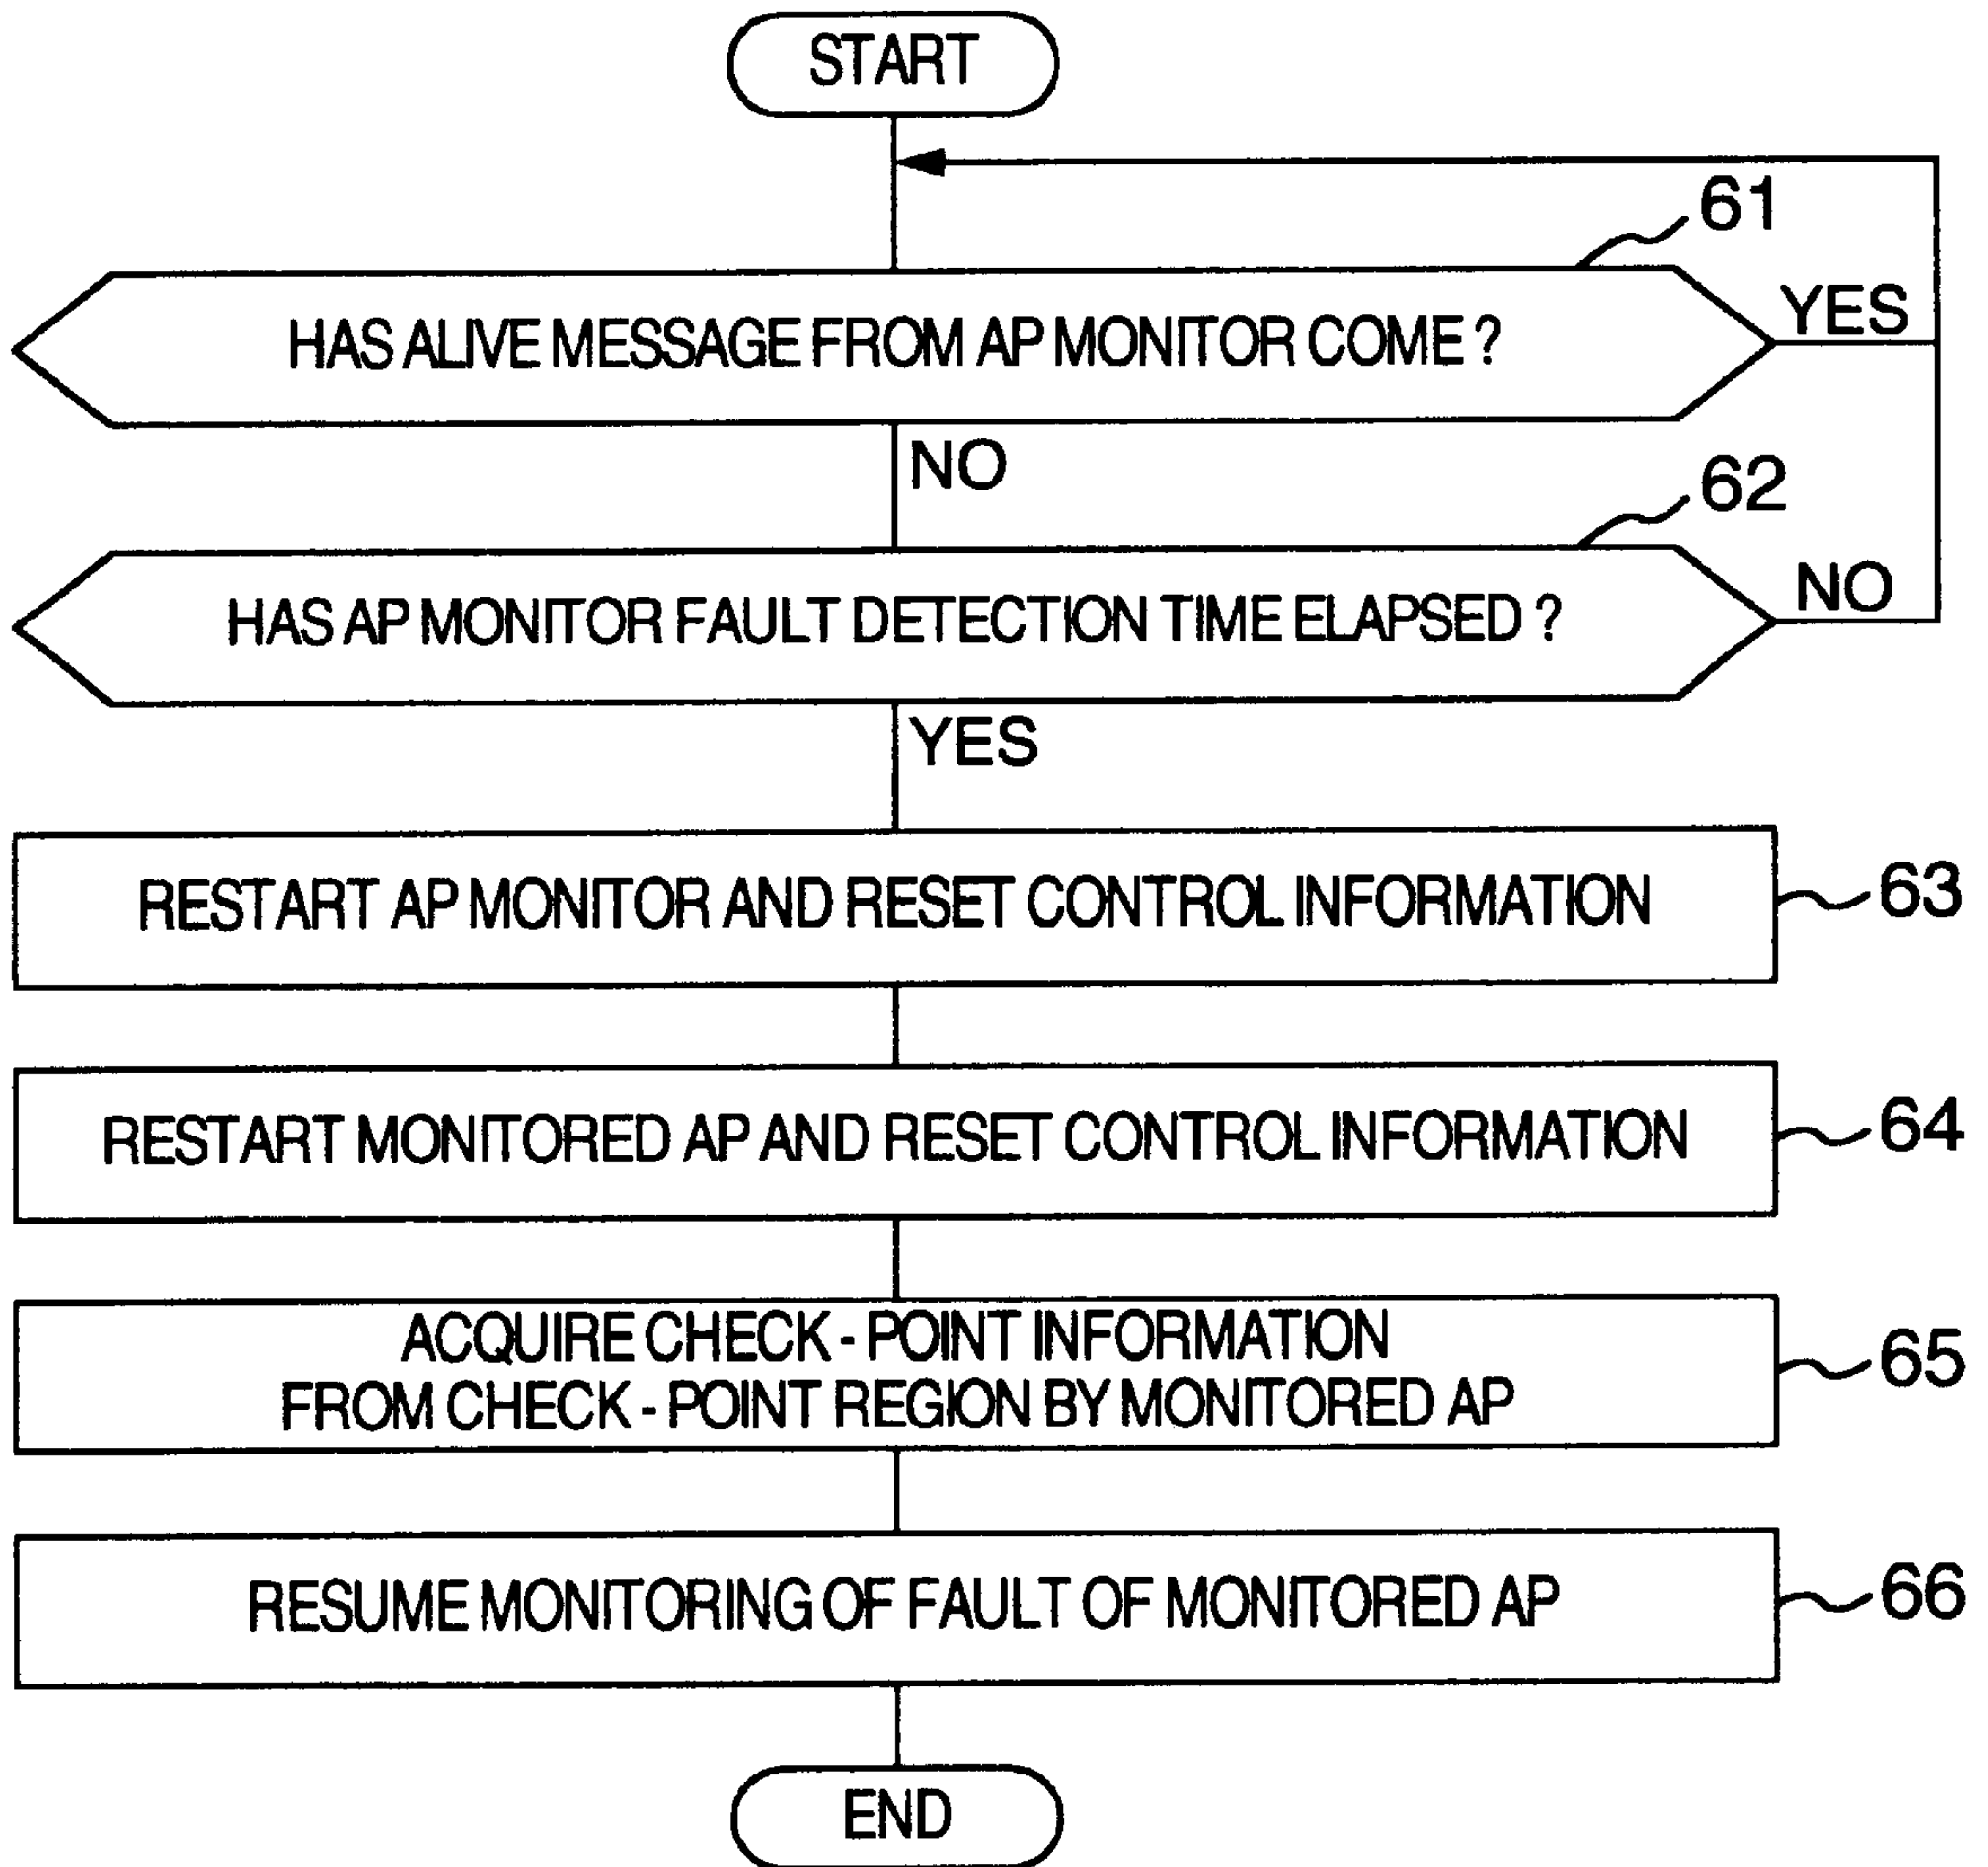 START
61
HAS ALIVE MESSAGE FROM AP MONITOR COME ?
YES
NO
62
HAS AP MONITOR FAULT DETECTION TIME ELAPSED ?
NO
YES
RESTART AP MONITOR AND RESET CONTROL INFORMATION
63
RESTART MONITORED AP AND RESET CONTROL INFORMATION
64
ACQUIRE CHECK - POINT INFORMATION
FROM CHECK - POINT REGION BY MONITORED AP
65
RESUME MONITORING OF FAULT OF MONITORED AP
66
END